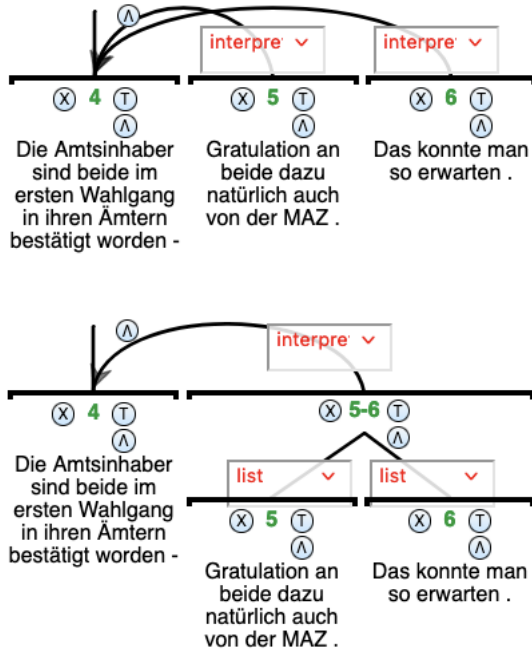 Λ
interpre
interpre
X 4 T
Λ
X 5 T
Λ
X 6 T
Λ
Die Amtsinhaber
sind beide im
ersten Wahlgang
in ihren Ämtern
bestätigt worden -
Gratulation an
beide dazu
natürlich auch
von der MAZ .
Das konnte man
so erwarten .
Λ
interpre
X 4 T
Λ
X 5-6 T
Λ
Die Amtsinhaber
sind beide im
ersten Wahlgang
in ihren Ämtern
bestätigt worden -
list
list
X 5 T
Λ
X 6 T
Λ
Gratulation an
beide dazu
natürlich auch
von der MAZ .
Das konnte man
so erwarten .